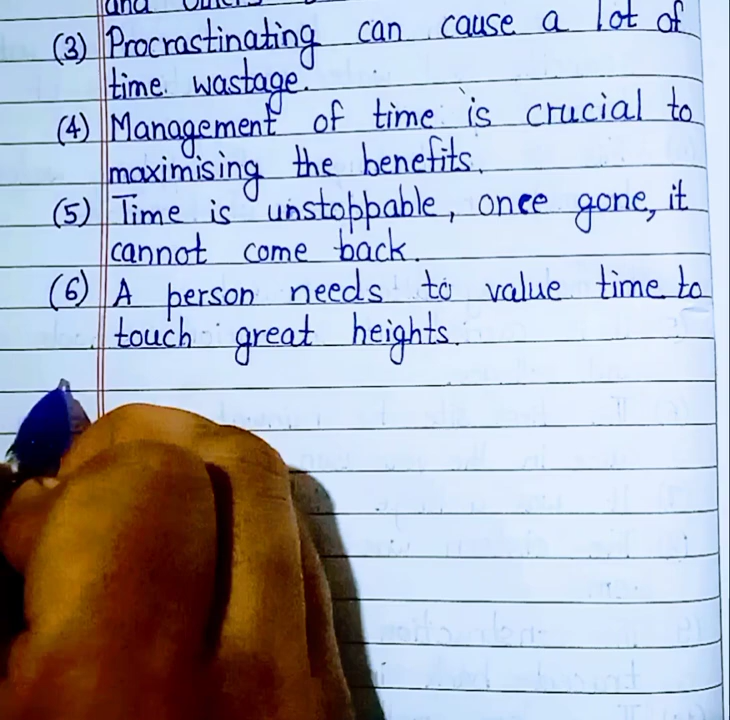 and
(3) Procrastinating can cause a lot of
time wastage.
(4) Management of time is crucial to
maximising the benefits.
(5) Time is unstoppable, once gone, it
cannot come back.
(6) A person needs to value time to
touch great heights.